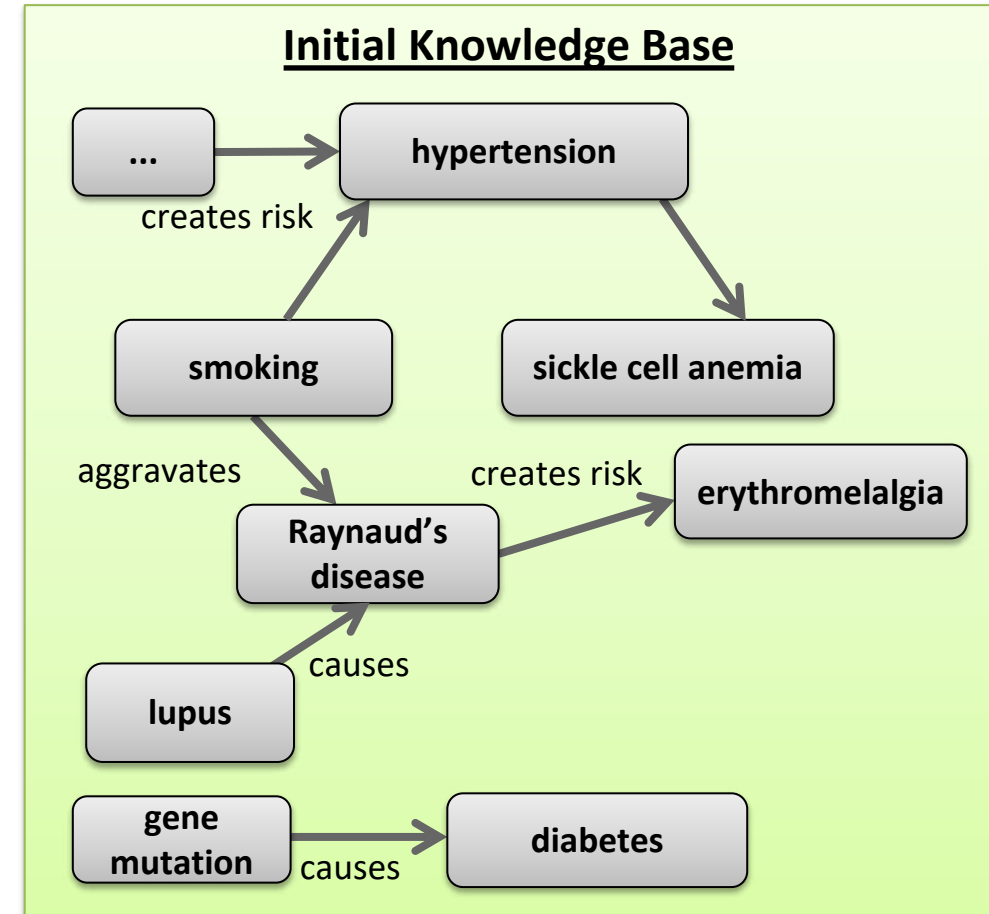 Initial Knowledge Base
...
hypertension
creates risk
smoking
sickle cell anemia
aggravates
creates risk
erythromelalgia
Raynaud’s
disease
causes
lupus
gene
mutation
causes
diabetes